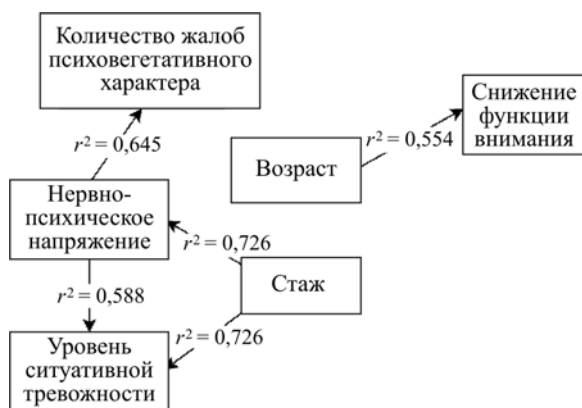 Количество жалоб
психовегетативного
характера
r² = 0,645
Снижение
функции
внимания
r² = 0,554
Возраст
Нервно-
психическое
напряжение
r² = 0,726
r² = 0,588
Стаж
r² = 0,726
Уровень
ситуативной
тревожности